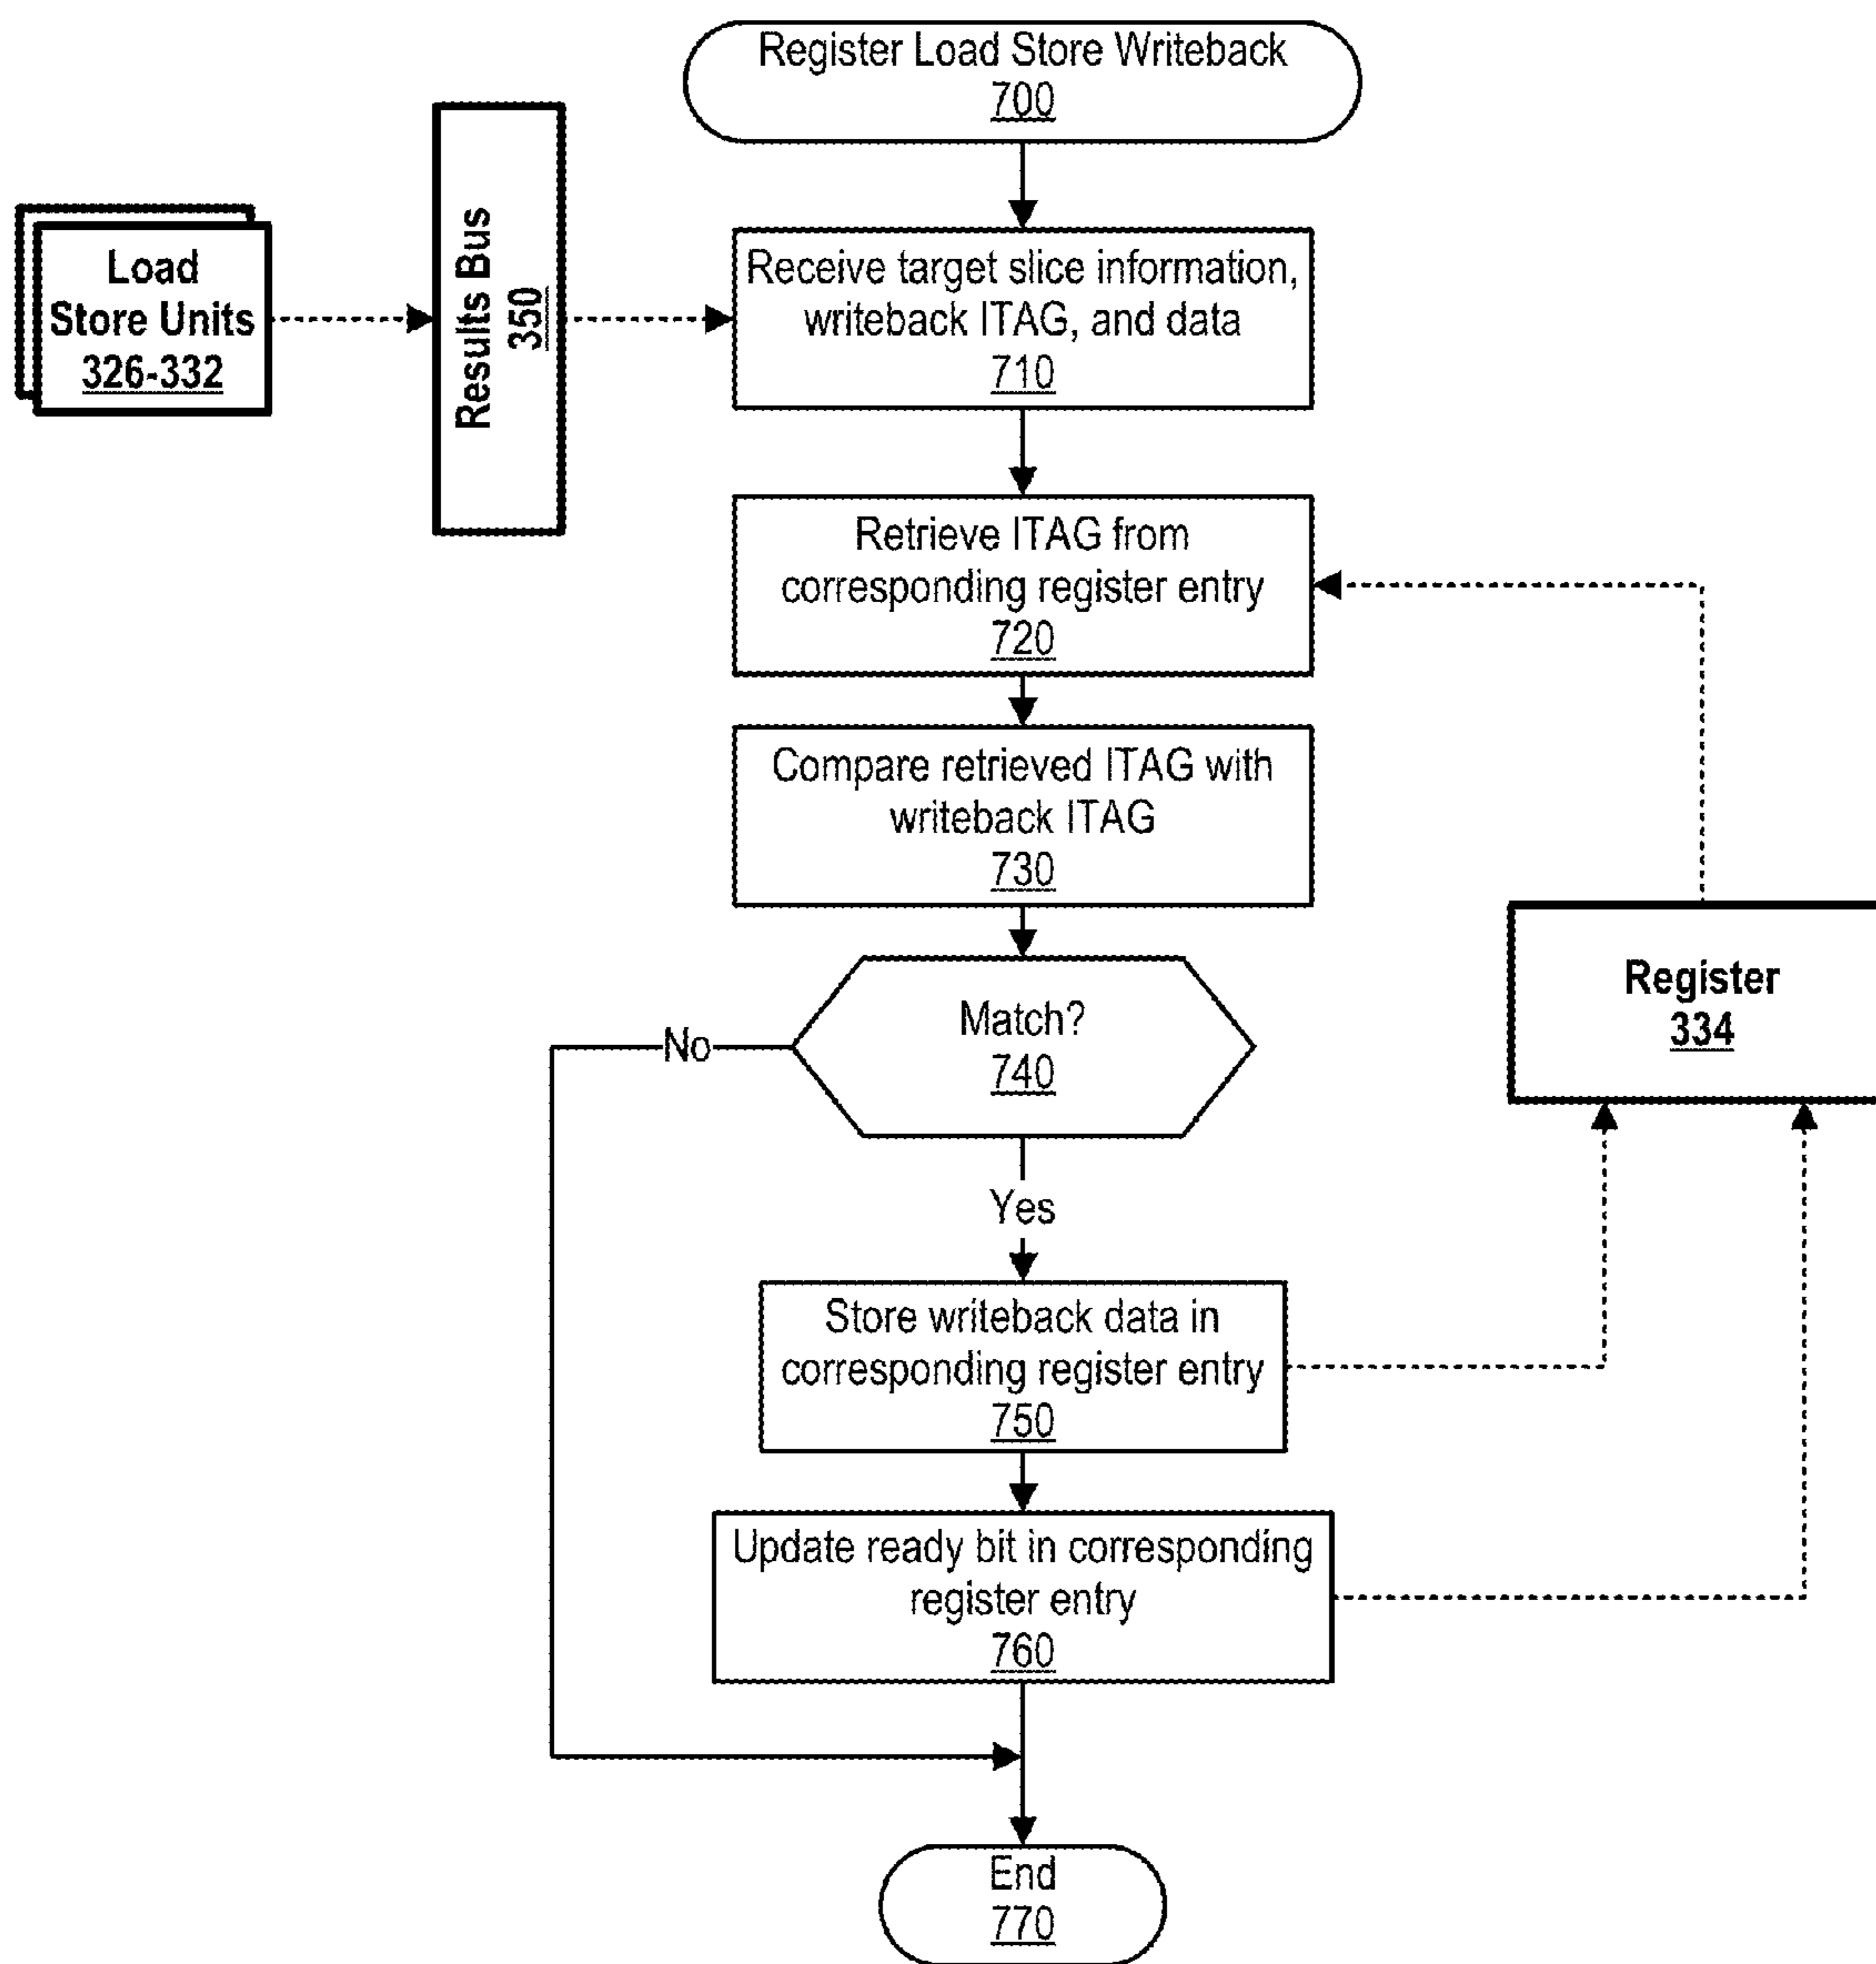 Register Load Store Writeback
700
Load
Store Units
326-332
Results Bus
350
Receive target slice information,
writeback ITAG, and data
710
Retrieve ITAG from
corresponding register entry
720
Compare retrieved ITAG with
writeback ITAG
730
Register
334
Match?
740
No
Yes
Store writeback data in
corresponding register entry
750
Update ready bit in corresponding
register entry
760
End
770